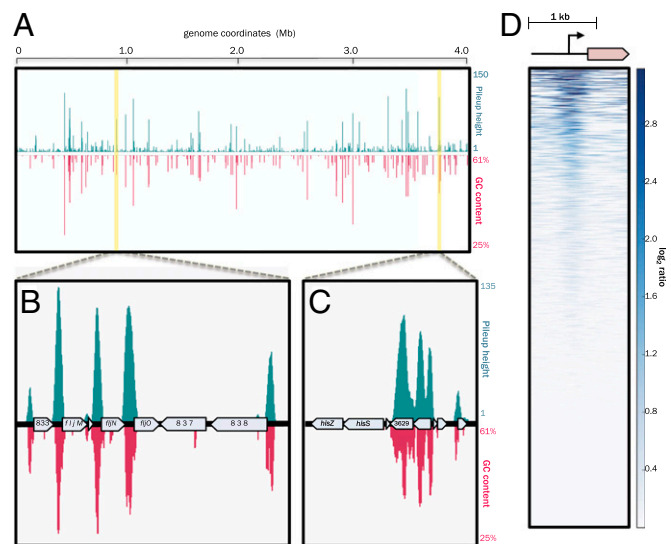 A
genome coordinates (Mb)
0 1.0 2.0 3.0 4.0
150
Pileup height
1
61%
GC content
25%
B
833 fljM fljN fljO 837 838
C
hisZ hisS 3629
135
Pileup height
1
61%
GC content
25%
D
1 kb
2.8
2.4
2.0
1.6
1.2
0.8
0.4
log2 ratio